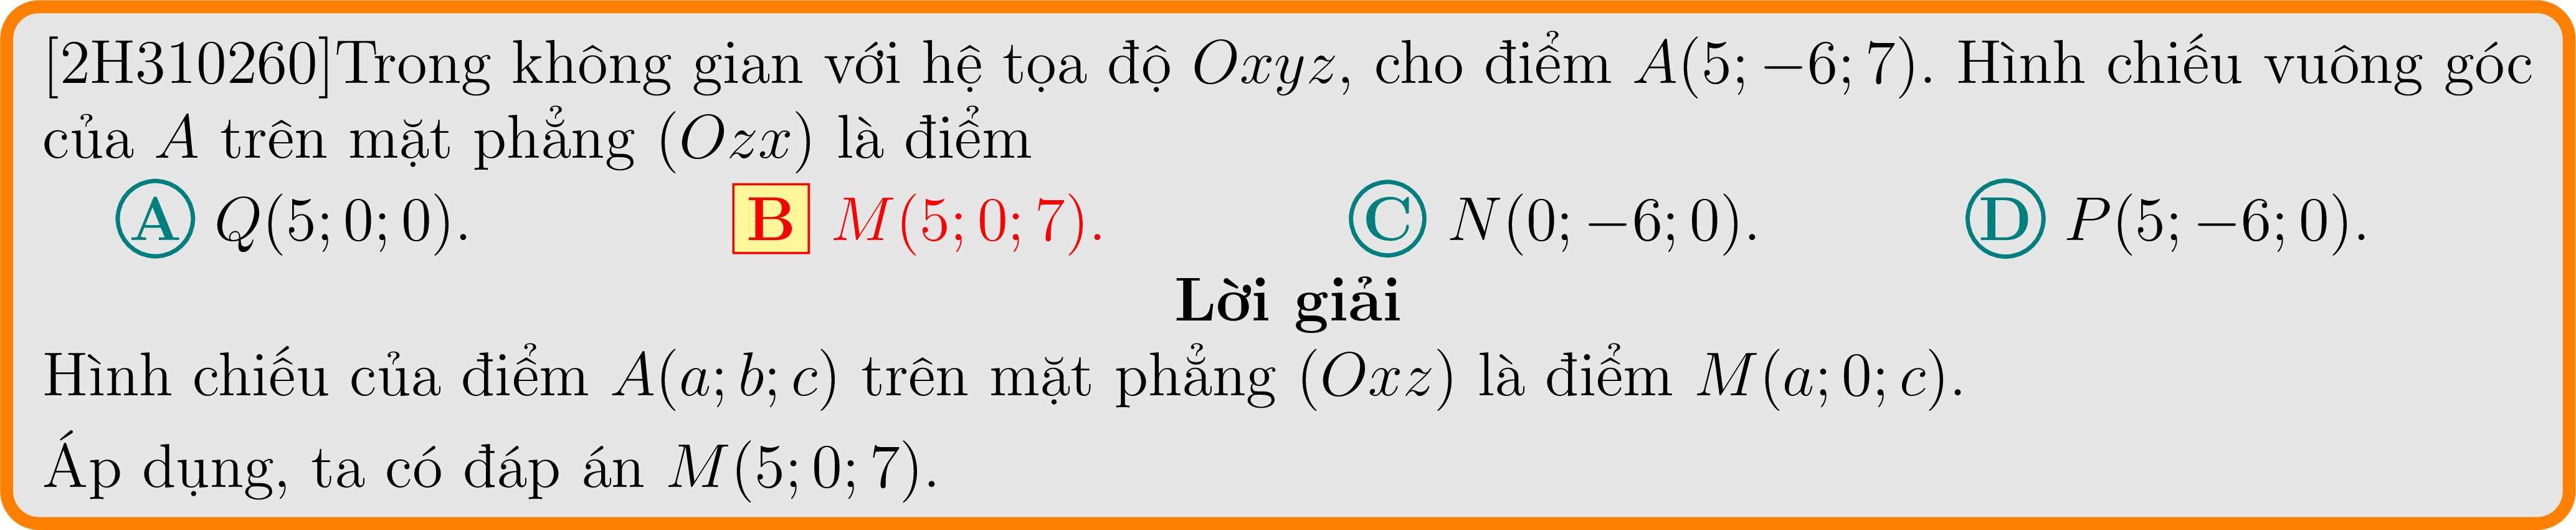 [2H310260]Trong không gian với hệ tọa độ Oxyz, cho điểm A(5; −6; 7). Hình chiếu vuông góc
của A trên mặt phẳng (Ozx) là điểm
A Q(5; 0; 0). B M(5; 0; 7). C N(0; −6; 0). D P(5; −6; 0).
Lời giải
Hình chiếu của điểm A(a; b; c) trên mặt phẳng (Oxz) là điểm M(a; 0; c).
Áp dụng, ta có đáp án M(5; 0; 7).